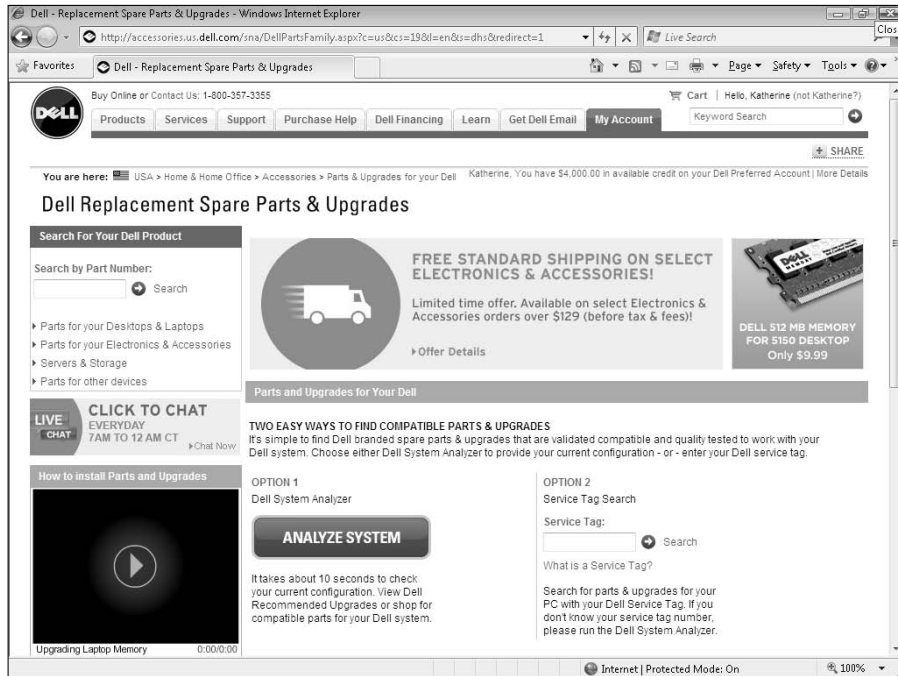 Dell - Replacement Spare Parts & Upgrades - Windows Internet Explorer
Clos
http://accessories.us.dell.com/sna/DellPartsFamily.aspx?c=us&cs=19&l=en&s=dhs&redirect=1
Live Search
Favorites
Dell - Replacement Spare Parts & Upgrades
Page Safety Tools
DELL
Buy Online or Contact Us: 1-800-357-3355
Cart | Hello, Katherine (not Katherine?)
Products Services Support Purchase Help Dell Financing Learn Get Dell Email My Account
Keyword Search
SHARE
You are here: USA > Home & Home Office > Accessories > Parts & Upgrades for your Dell
Katherine, You have $4,000.00 in available credit on your Dell Preferred Account | More Details
Dell Replacement Spare Parts & Upgrades
Search For Your Dell Product
Search by Part Number:
Search
Parts for your Desktops & Laptops
Parts for your Electronics & Accessories
Servers & Storage
Parts for other devices
LIVE
CHAT
CLICK TO CHAT
EVERYDAY
7AM TO 12 AM CT
Chat Now
How to install Parts and Upgrades
Upgrading Laptop Memory 0:00/0:00
FREE STANDARD SHIPPING ON SELECT
ELECTRONICS & ACCESSORIES!
Limited time offer. Available on select Electronics &
Accessories orders over $129 (before tax & fees)!
Offer Details
DELL
MEMORY
DELL 512 MB MEMORY
FOR 5150 DESKTOP
Only $9.99
Parts and Upgrades for Your Dell
TWO EASY WAYS TO FIND COMPATIBLE PARTS & UPGRADES
It's simple to find Dell branded spare parts & upgrades that are validated compatible and quality tested to work with your
Dell system. Choose either Dell System Analyzer to provide your current configuration - or - enter your Dell service tag.
OPTION 1
Dell System Analyzer
ANALYZE SYSTEM
It takes about 10 seconds to check
your current configuration. View Dell
Recommended Upgrades or shop for
compatible parts for your Dell system.
OPTION 2
Service Tag Search
Service Tag:
Search
What is a Service Tag?
Search for parts & upgrades for your
PC with your Dell Service Tag. If you
don't know your service tag number,
please run the Dell System Analyzer.
Internet | Protected Mode: On
100%